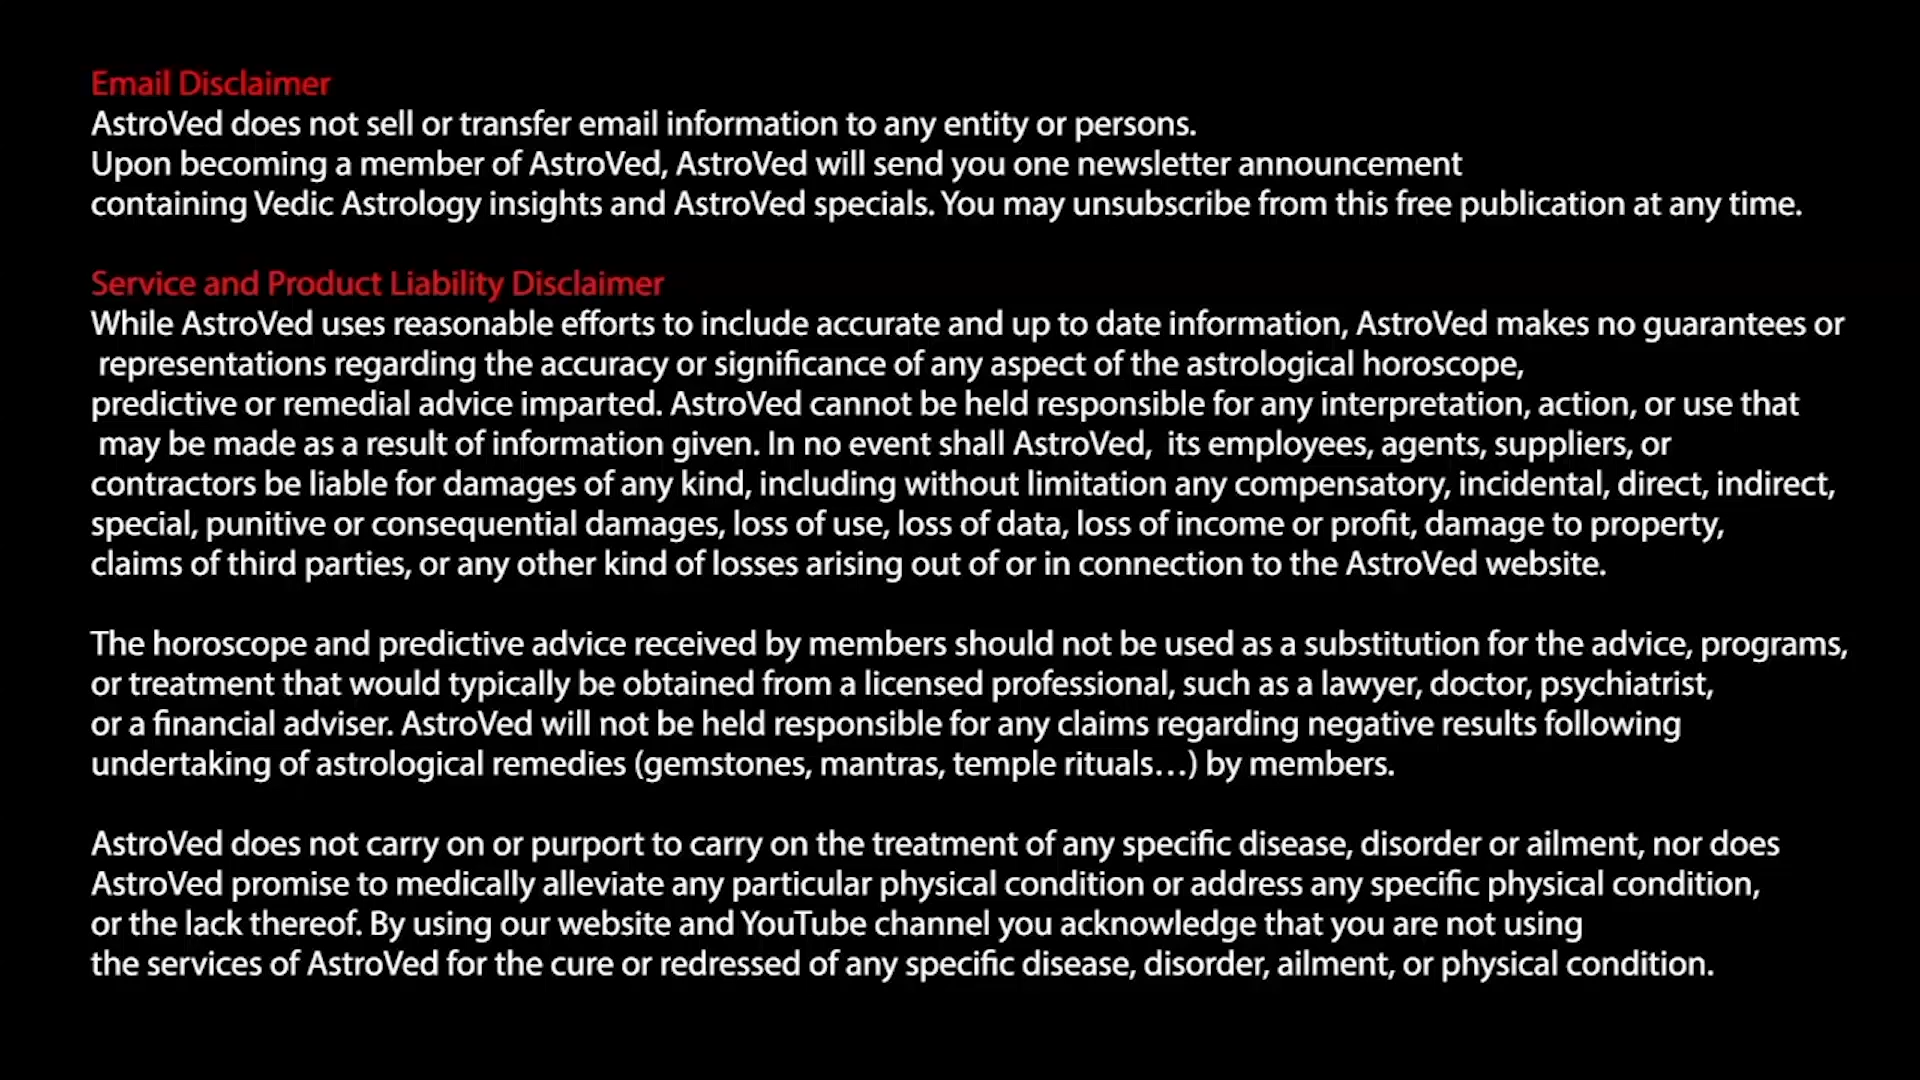 Email Disclaimer
AstroVed does not sell or transfer email information to any entity or persons.
Upon becoming a member of AstroVed, AstroVed will send you one newsletter announcement
containing Vedic Astrology insights and AstroVed specials. You may unsubscribe from this free publication at any time.
Service and Product Liability Disclaimer
While AstroVed uses reasonable efforts to include accurate and up to date information, AstroVed makes no guarantees or
representations regarding the accuracy or significance of any aspect of the astrological horoscope,
predictive or remedial advice imparted. AstroVed cannot be held responsible for any interpretation, action, or use that
may be made as a result of information given. In no event shall AstroVed, its employees, agents, suppliers, or
contractors be liable for damages of any kind, including without limitation any compensatory, incidental, direct, indirect,
special, punitive or consequential damages, loss of use, loss of data, loss of income or profit, damage to property,
claims of third parties, or any other kind of losses arising out of or in connection to the AstroVed website.
The horoscope and predictive advice received by members should not be used as a substitution for the advice, programs,
or treatment that would typically be obtained from a licensed professional, such as a lawyer, doctor, psychiatrist,
or a financial adviser. AstroVed will not be held responsible for any claims regarding negative results following
undertaking of astrological remedies (gemstones, mantras, temple rituals…) by members.
AstroVed does not carry on or purport to carry on the treatment of any specific disease, disorder or ailment, nor does
AstroVed promise to medically alleviate any particular physical condition or address any specific physical condition,
or the lack thereof. By using our website and YouTube channel you acknowledge that you are not using
the services of AstroVed for the cure or redressed of any specific disease, disorder, ailment, or physical condition.